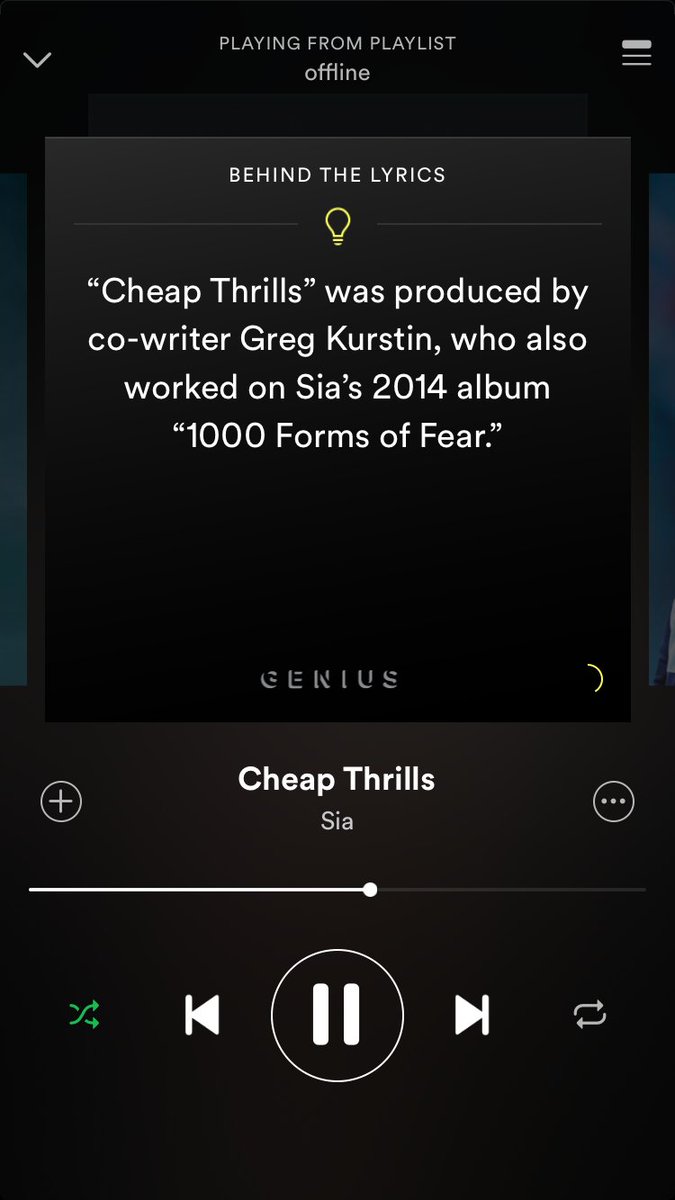 PLAYING FROM PLAYLIST
offline
BEHIND THE LYRICS
“Cheap Thrills” was produced by
co-writer Greg Kurstin, who also
worked on Sia’s 2014 album
“1000 Forms of Fear.”
GENIUS
Cheap Thrills
Sia